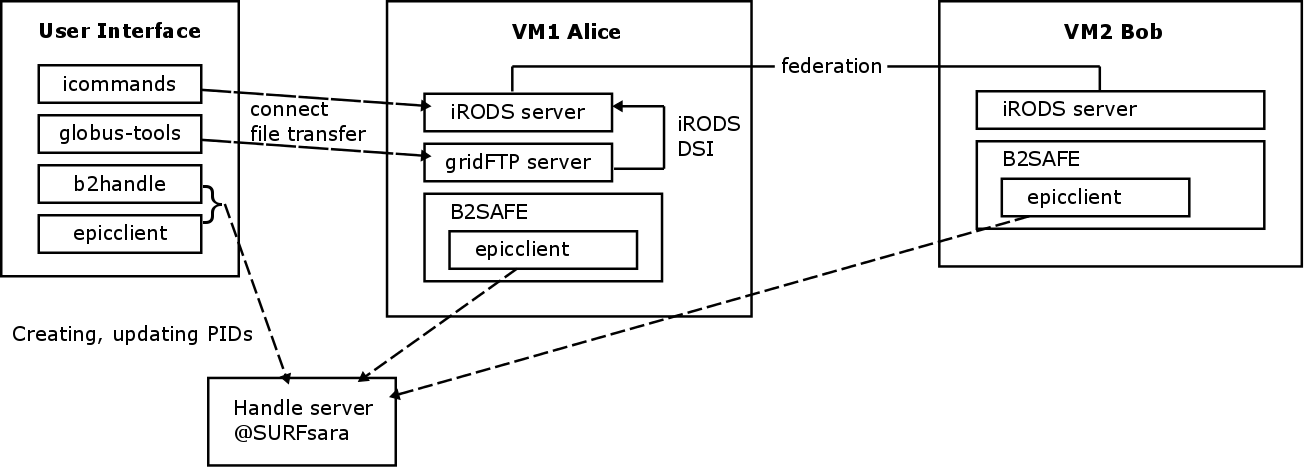 User Interface
icommands
globus-tools
b2handle
epicclient
connect
file transfer
VM1 Alice
iRODS server
gridFTP server
iRODS
DSI
B2SAFE
epicclient
federation
VM2 Bob
iRODS server
B2SAFE
epicclient
Creating, updating PIDs
Handle server
@SURFsara